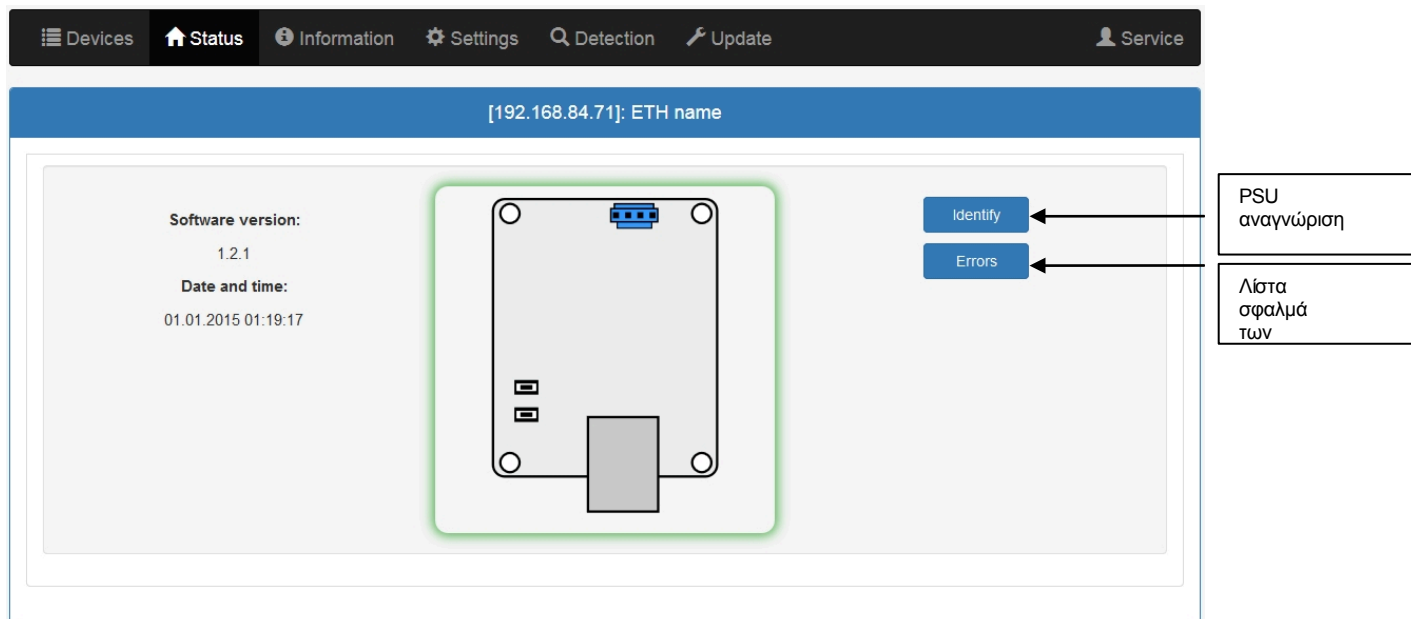 Devices Status Information Settings Detection Update Service
[192.168.84.71]: ETH name
Software version:
1.2.1
Date and time:
01.01.2015 01:19:17
Identify
Errors
PSU
αναγνώριση
Λίστα
σφαλμά
των